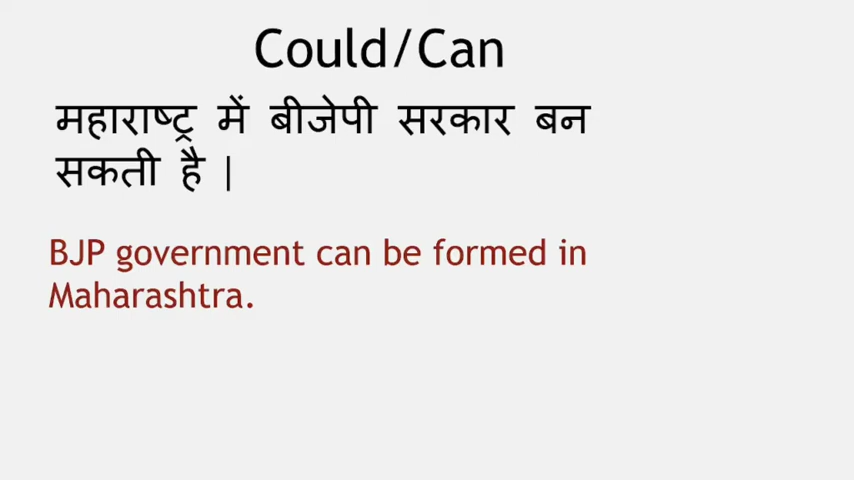 Could/Can
महाराष्ट्र में बीजेपी सरकार बन
सकती है |
BJP government can be formed in
Maharashtra.